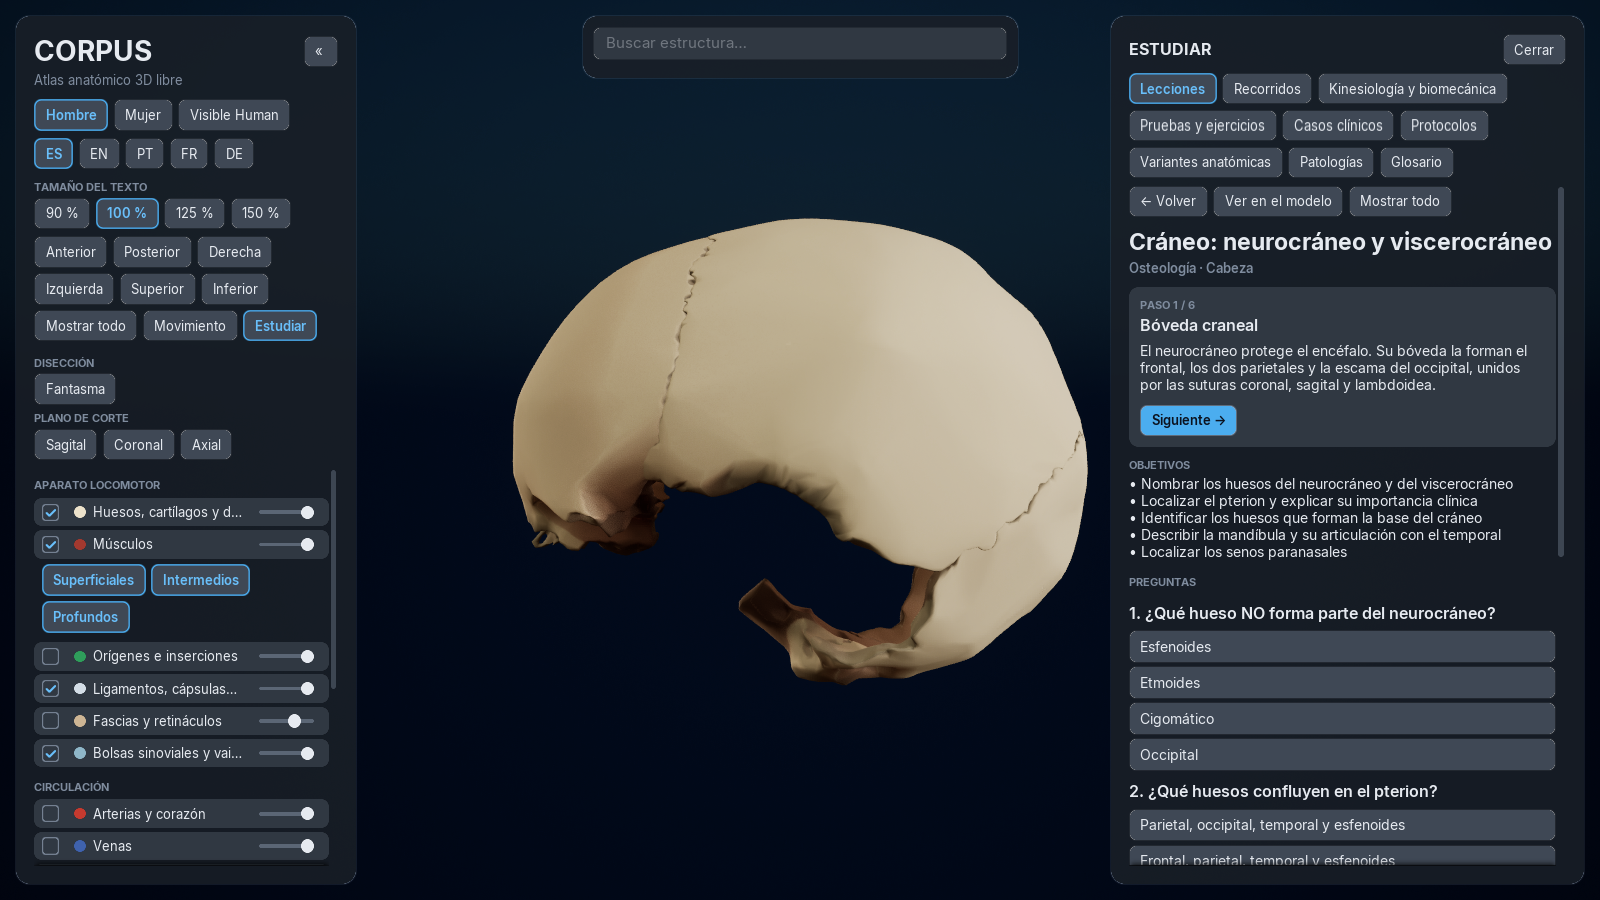 CORPUS
«
Atlas anatómico 3D libre
Hombre
Mujer
Visible Human
ES
EN
PT
FR
DE
TAMAÑO DEL TEXTO
90 %
100 %
125 %
150 %
Anterior
Posterior
Derecha
Izquierda
Superior
Inferior
Mostrar todo
Movimiento
Estudiar
DISECCIÓN
Fantasma
PLANO DE CORTE
Sagital
Coronal
Axial
APARATO LOCOMOTOR
Huesos, cartílagos y d...
Músculos
Superficiales
Intermedios
Profundos
Orígenes e inserciones
Ligamentos, cápsulas...
Fascias y retináculos
Bolsas sinoviales y vai...
CIRCULACIÓN
Arterias y corazón
Venas
Buscar estructura...
ESTUDIAR
Cerrar
Lecciones
Recorridos
Kinesiología y biomecánica
Pruebas y ejercicios
Casos clínicos
Protocolos
Variantes anatómicas
Patologías
Glosario
← Volver
Ver en el modelo
Mostrar todo
Cráneo: neurocráneo y viscerocráneo
Osteología · Cabeza
PASO 1 / 6
Bóveda craneal
El neurocráneo protege el encéfalo. Su bóveda la forman el
frontal, los dos parietales y la escama del occipital, unidos
por las suturas coronal, sagital y lambdoidea.
Siguiente →
OBJETIVOS
• Nombrar los huesos del neurocráneo y del viscerocráneo
• Localizar el pterion y explicar su importancia clínica
• Identificar los huesos que forman la base del cráneo
• Describir la mandíbula y su articulación con el temporal
• Localizar los senos paranasales
PREGUNTAS
1. ¿Qué hueso NO forma parte del neurocráneo?
Esfenoides
Etmoides
Cigomático
Occipital
2. ¿Qué huesos confluyen en el pterion?
Parietal, occipital, temporal y esfenoides
Frontal, parietal, temporal y esfenoides